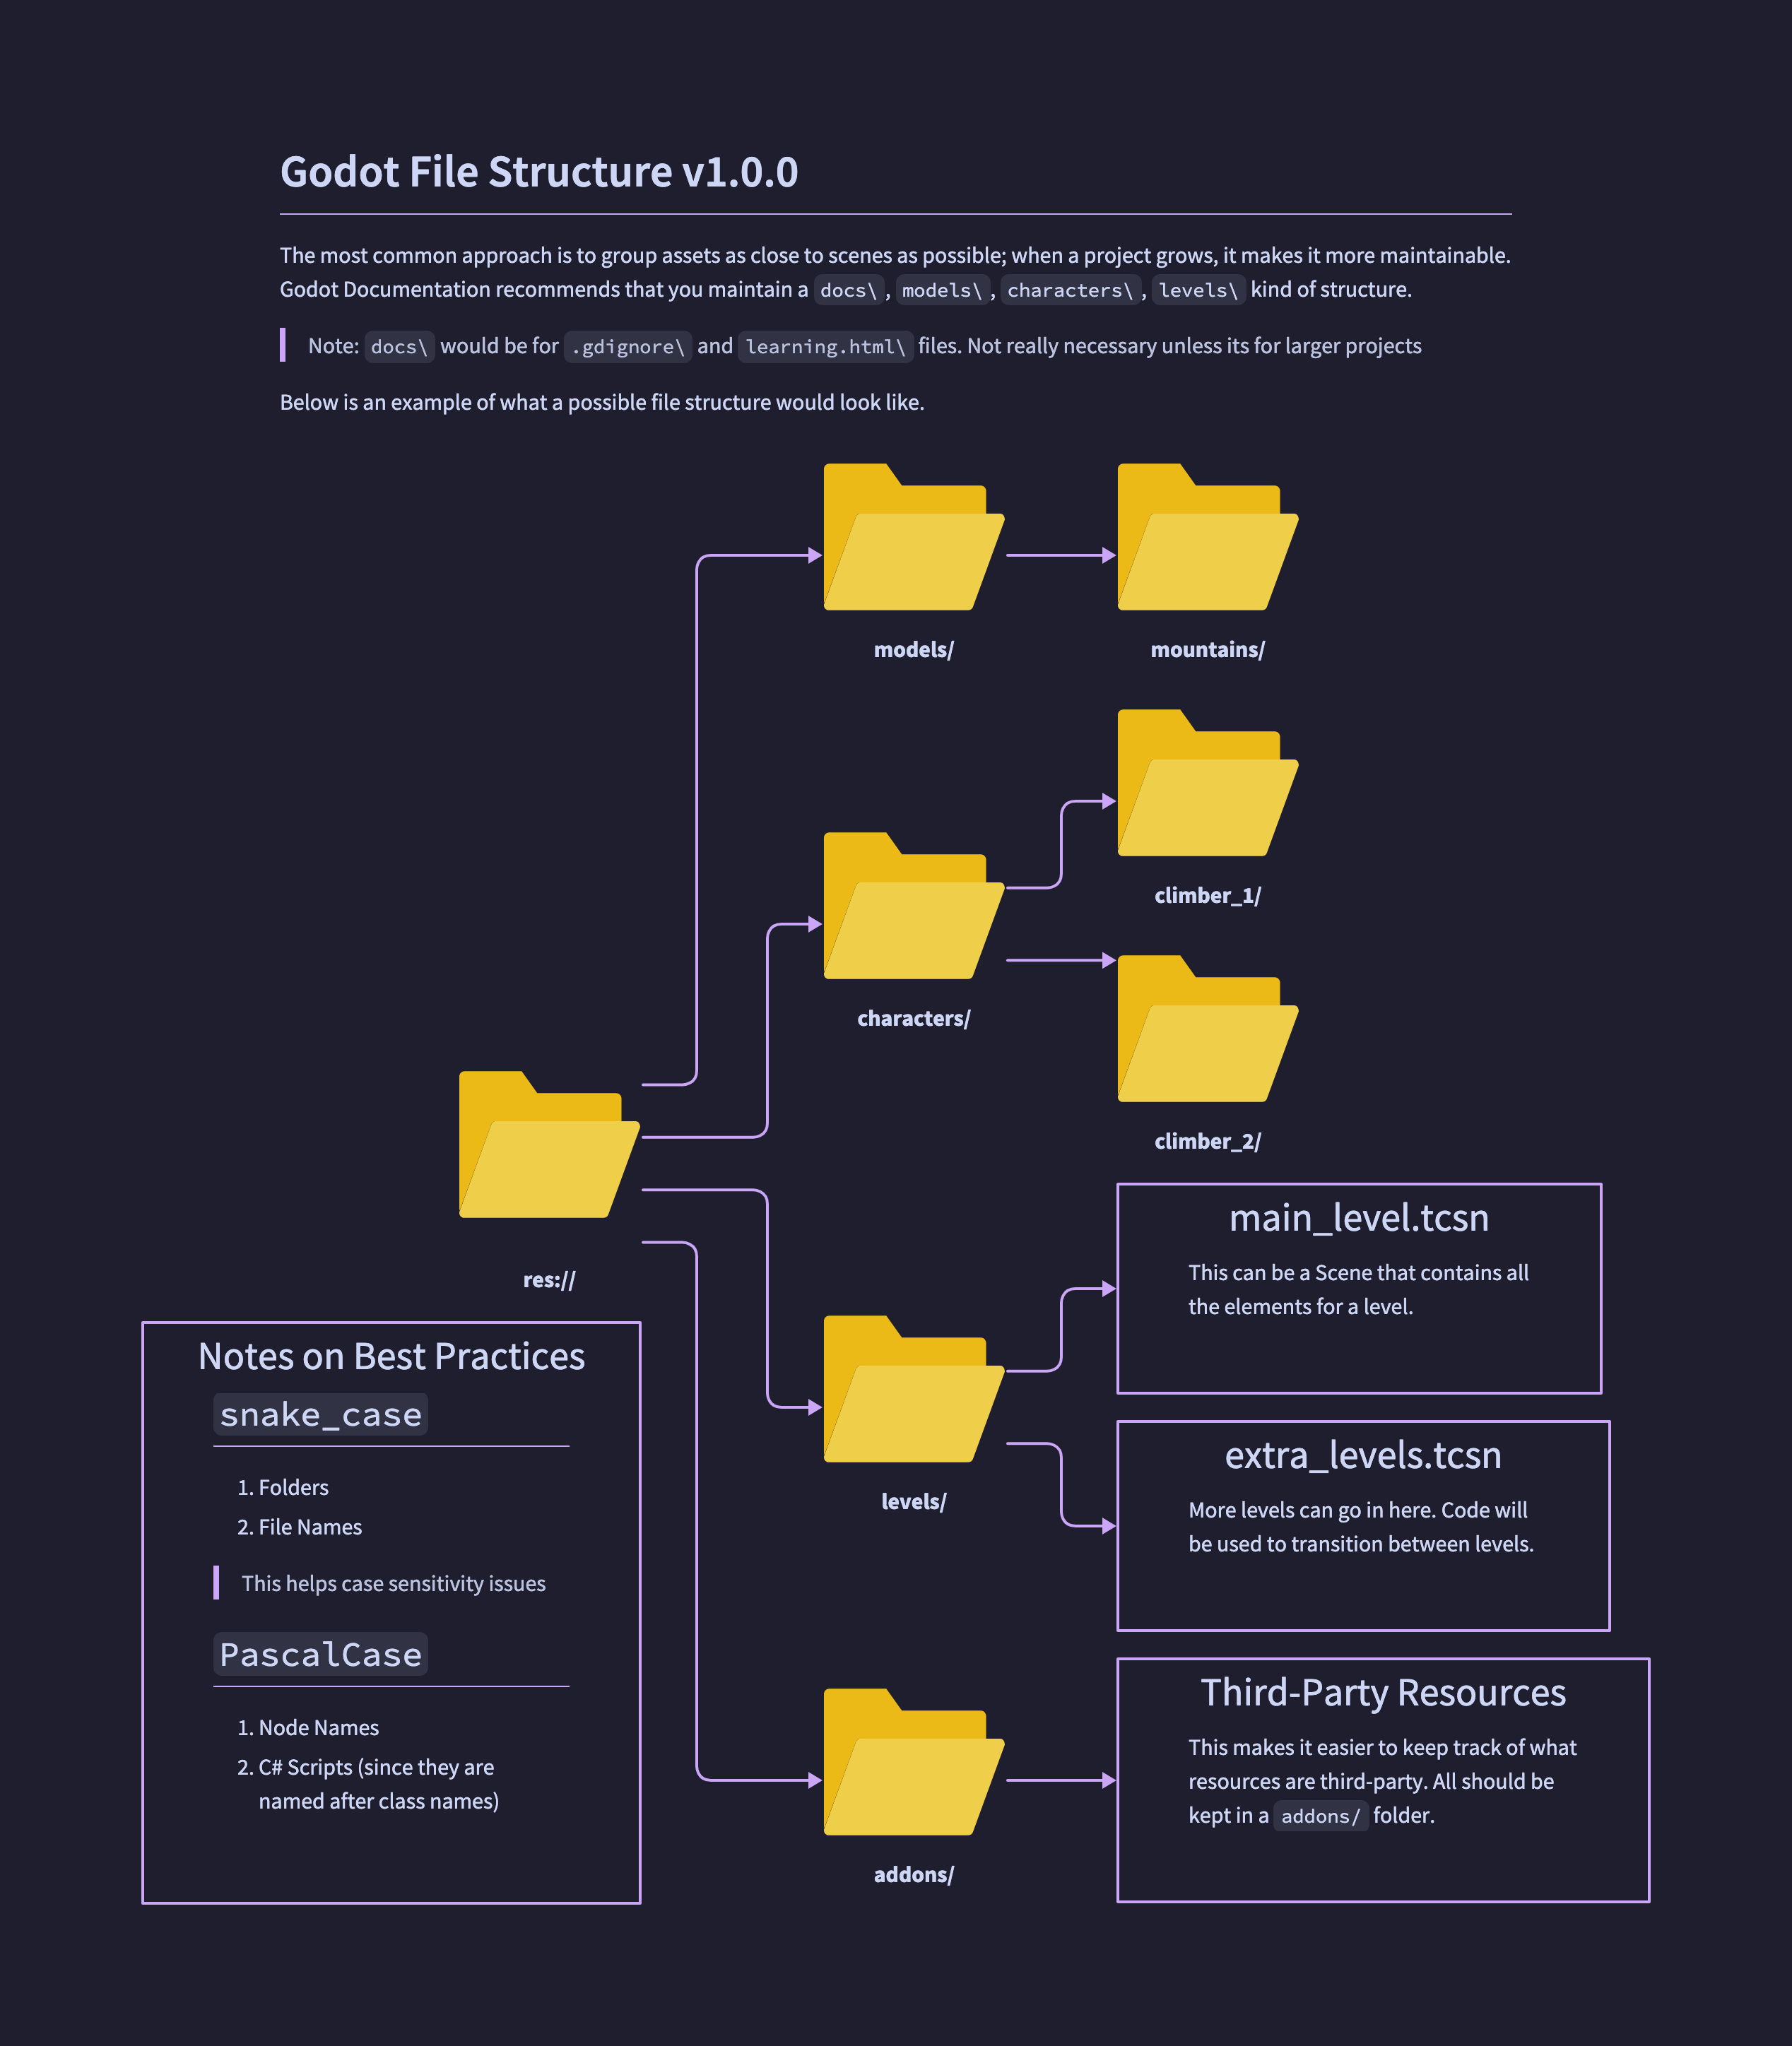 Godot File Structure v1.0.0
The most common approach is to group assets as close to scenes as possible; when a project grows, it makes it more maintainable.
Godot Documentation recommends that you maintain a docs\, models\, characters\, levels\ kind of structure.
Note: docs\ would be for .gdignore\ and learning.html\ files. Not really necessary unless its for larger projects
Below is an example of what a possible file structure would look like.
models/
mountains/
climber_1/
characters/
climber_2/
res://
main_level.tcsn
This can be a Scene that contains all
the elements for a level.
levels/
extra_levels.tcsn
More levels can go in here. Code will
be used to transition between levels.
Notes on Best Practices
snake_case
1. Folders
2. File Names
This helps case sensitivity issues
PascalCase
1. Node Names
2. C# Scripts (since they are
named after class names)
addons/
Third-Party Resources
This makes it easier to keep track of what
resources are third-party. All should be
kept in a addons/ folder.